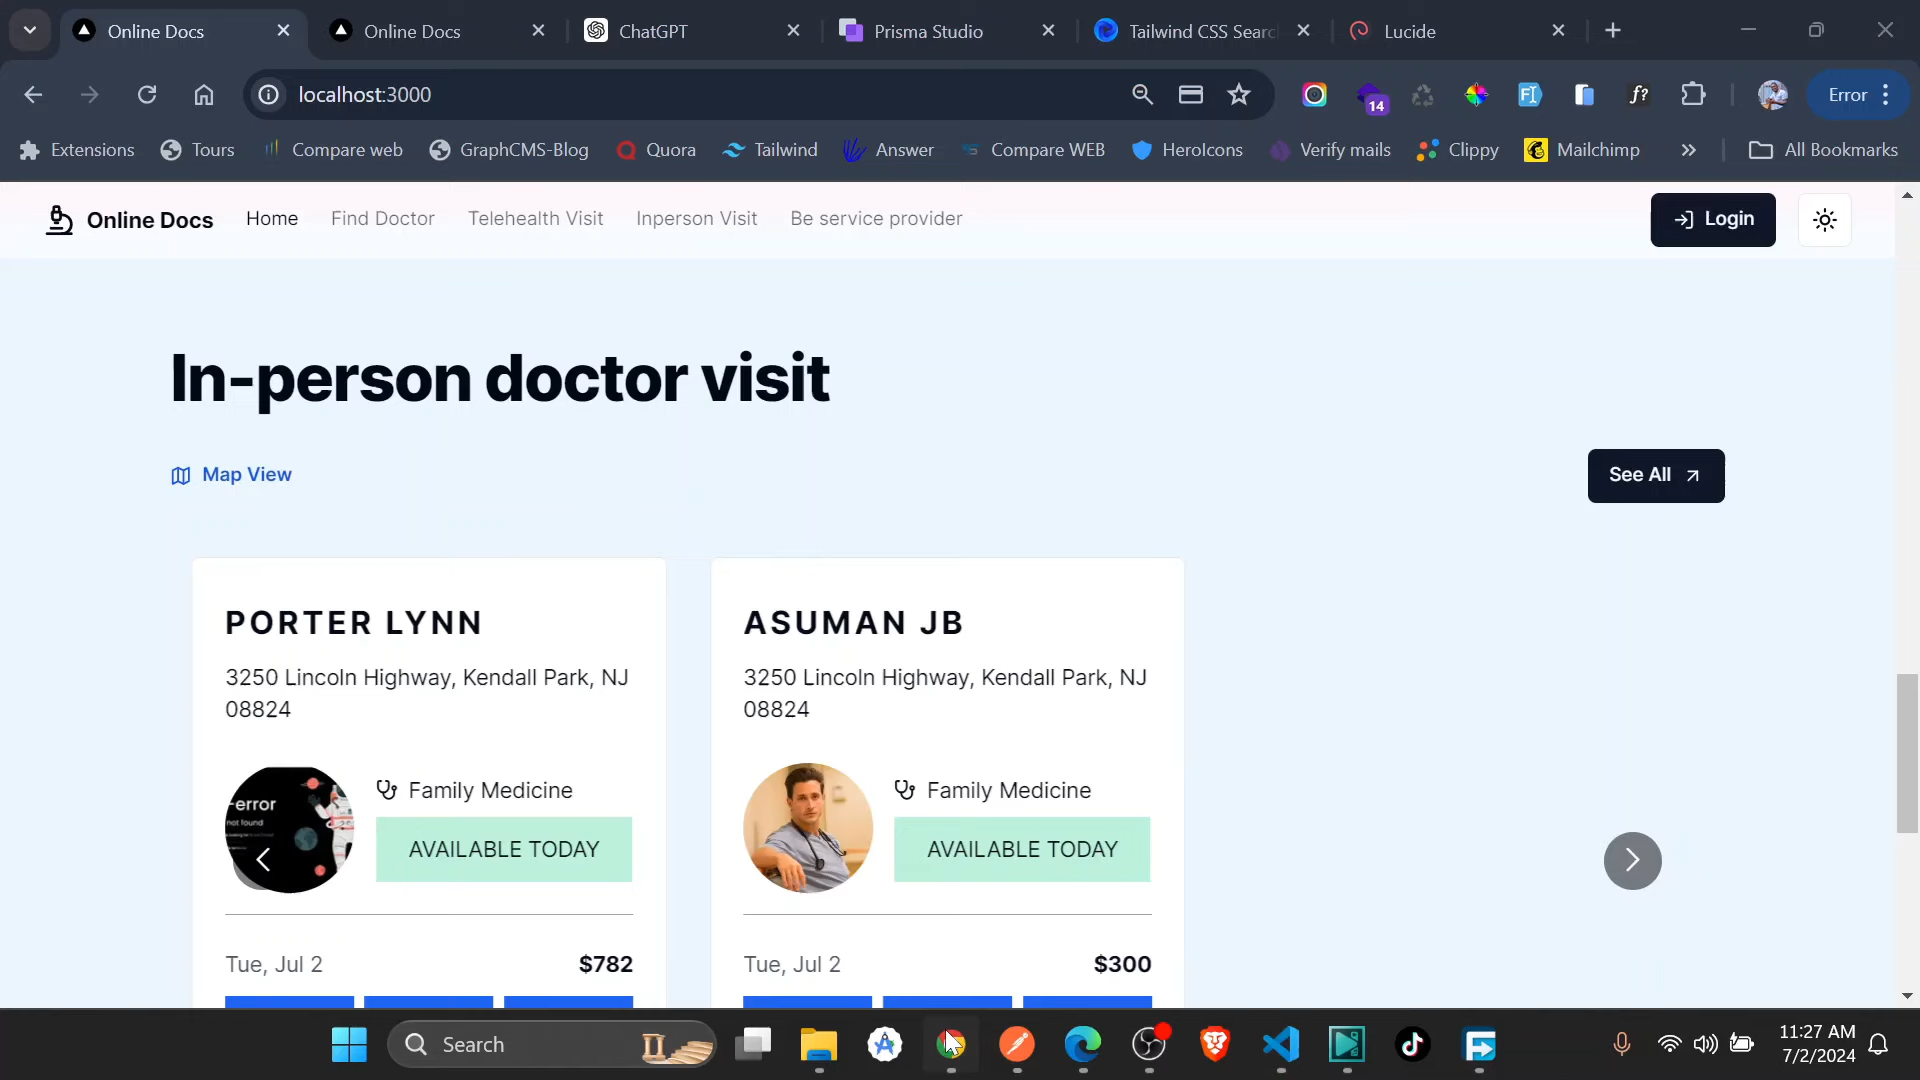 Online Docs
Online Docs
ChatGPT
Prisma Studio
Tailwind CSS Searc
Lucide
localhost:3000
14
Error
Extensions
Tours
Compare web
GraphCMS-Blog
Quora
Tailwind
Answer
Compare WEB
HeroIcons
Verify mails
Clippy
Mailchimp
All Bookmarks
Online Docs
Home
Find Doctor
Telehealth Visit
Inperson Visit
Be service provider
Login
In-person doctor visit
Map View
See All
PORTER LYNN
3250 Lincoln Highway, Kendall Park, NJ
08824
-error
not found
Family Medicine
AVAILABLE TODAY
Tue, Jul 2
$782
ASUMAN JB
3250 Lincoln Highway, Kendall Park, NJ
08824
Family Medicine
AVAILABLE TODAY
Tue, Jul 2
$300
Search
11:27 AM
7/2/2024